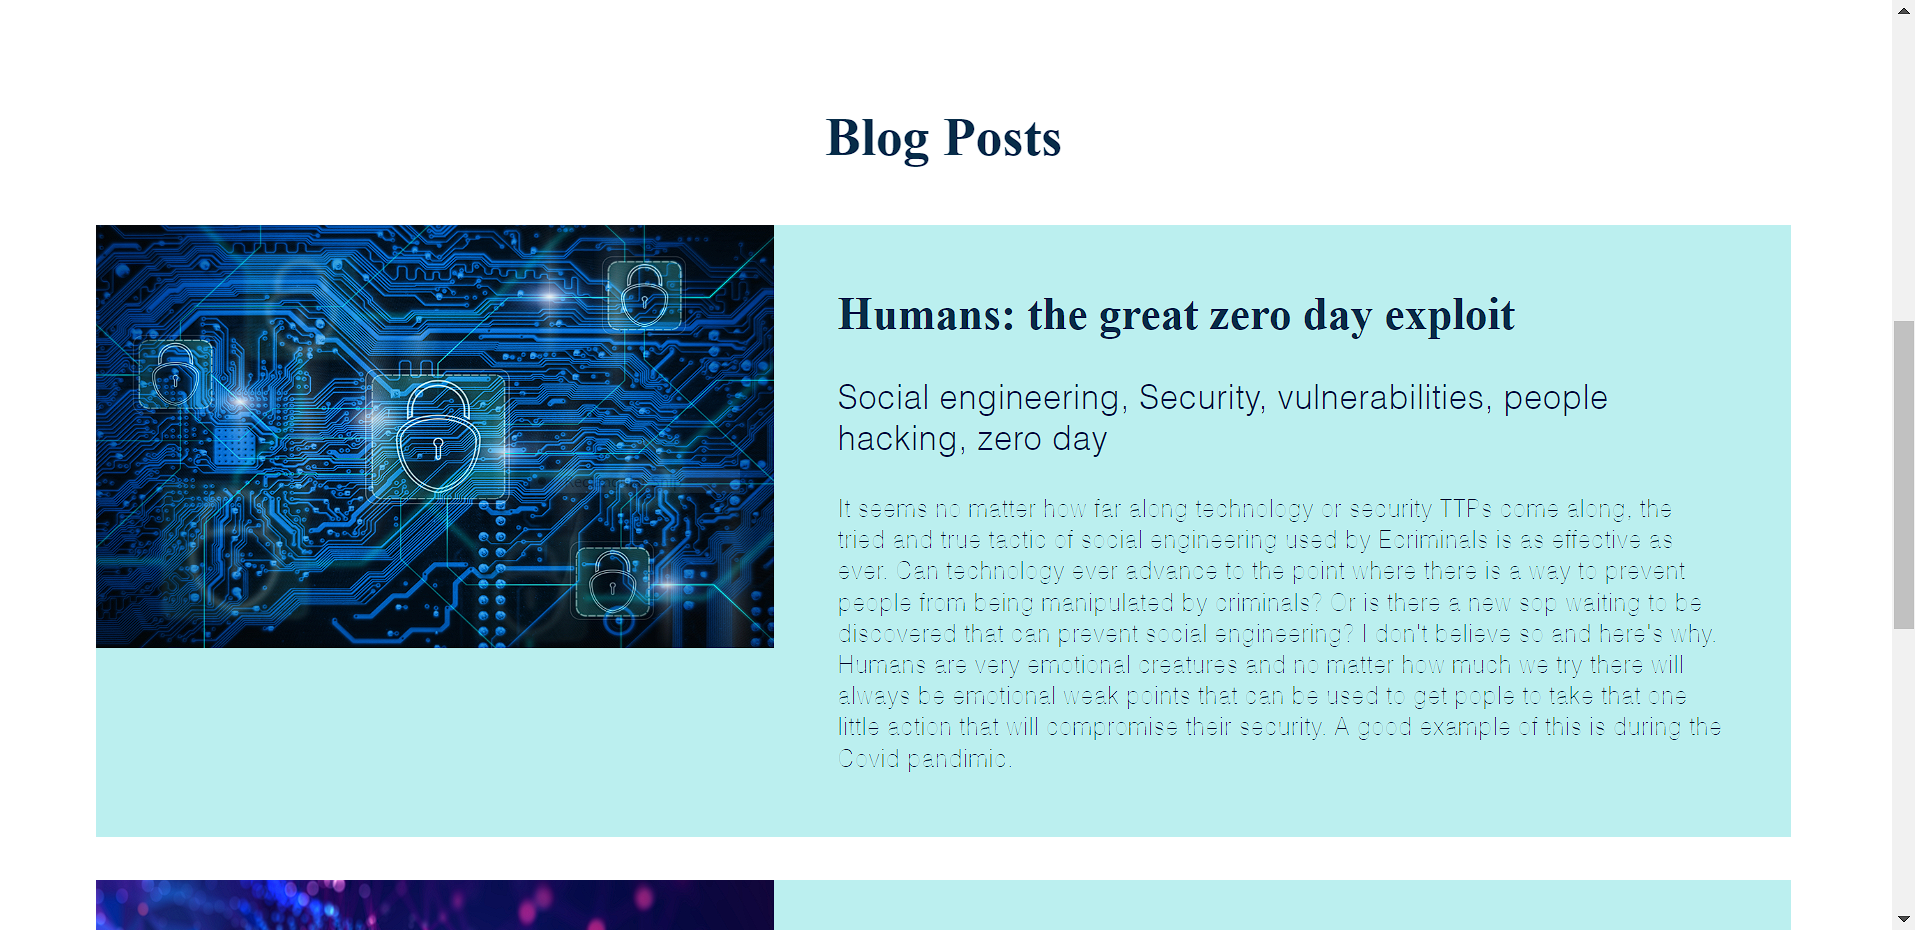 Blog Posts
Humans: the great zero day exploit
Social engineering, Security, vulnerabilities, people
hacking, zero day
It seems no matter how far along technology or security TTPs come along, the
tried and true tactic of social engineering used by Ecriminals is as effective as
ever. Can technology ever advance to the point where there is a way to prevent
people from being manipulated by criminals? Or is there a new sop waiting to be
discovered that can prevent social engineering? I don't believe so and here's why.
Humans are very emotional creatures and no matter how much we try there will
always be emotional weak points that can be used to get pople to take that one
little action that will compromise their security. A good example of this is during the
Covid pandimic.